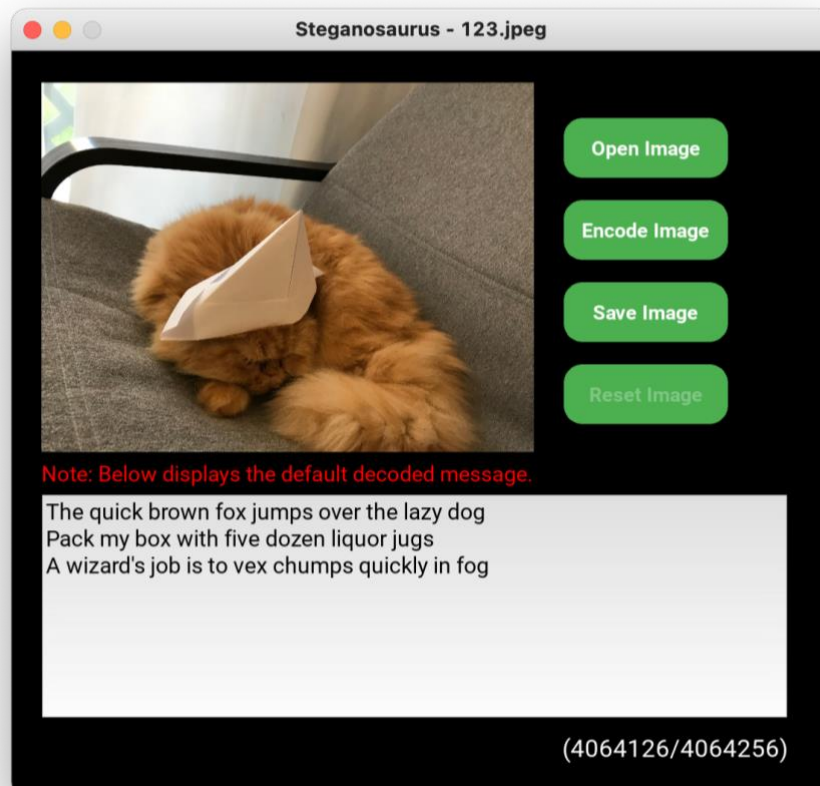 Steganosaurus - 123.jpeg
Open Image
Encode Image
Save Image
Reset Image
Note: Below displays the default decoded message.
The quick brown fox jumps over the lazy dog
Pack my box with five dozen liquor jugs
A wizard's job is to vex chumps quickly in fog
(4064126/4064256)